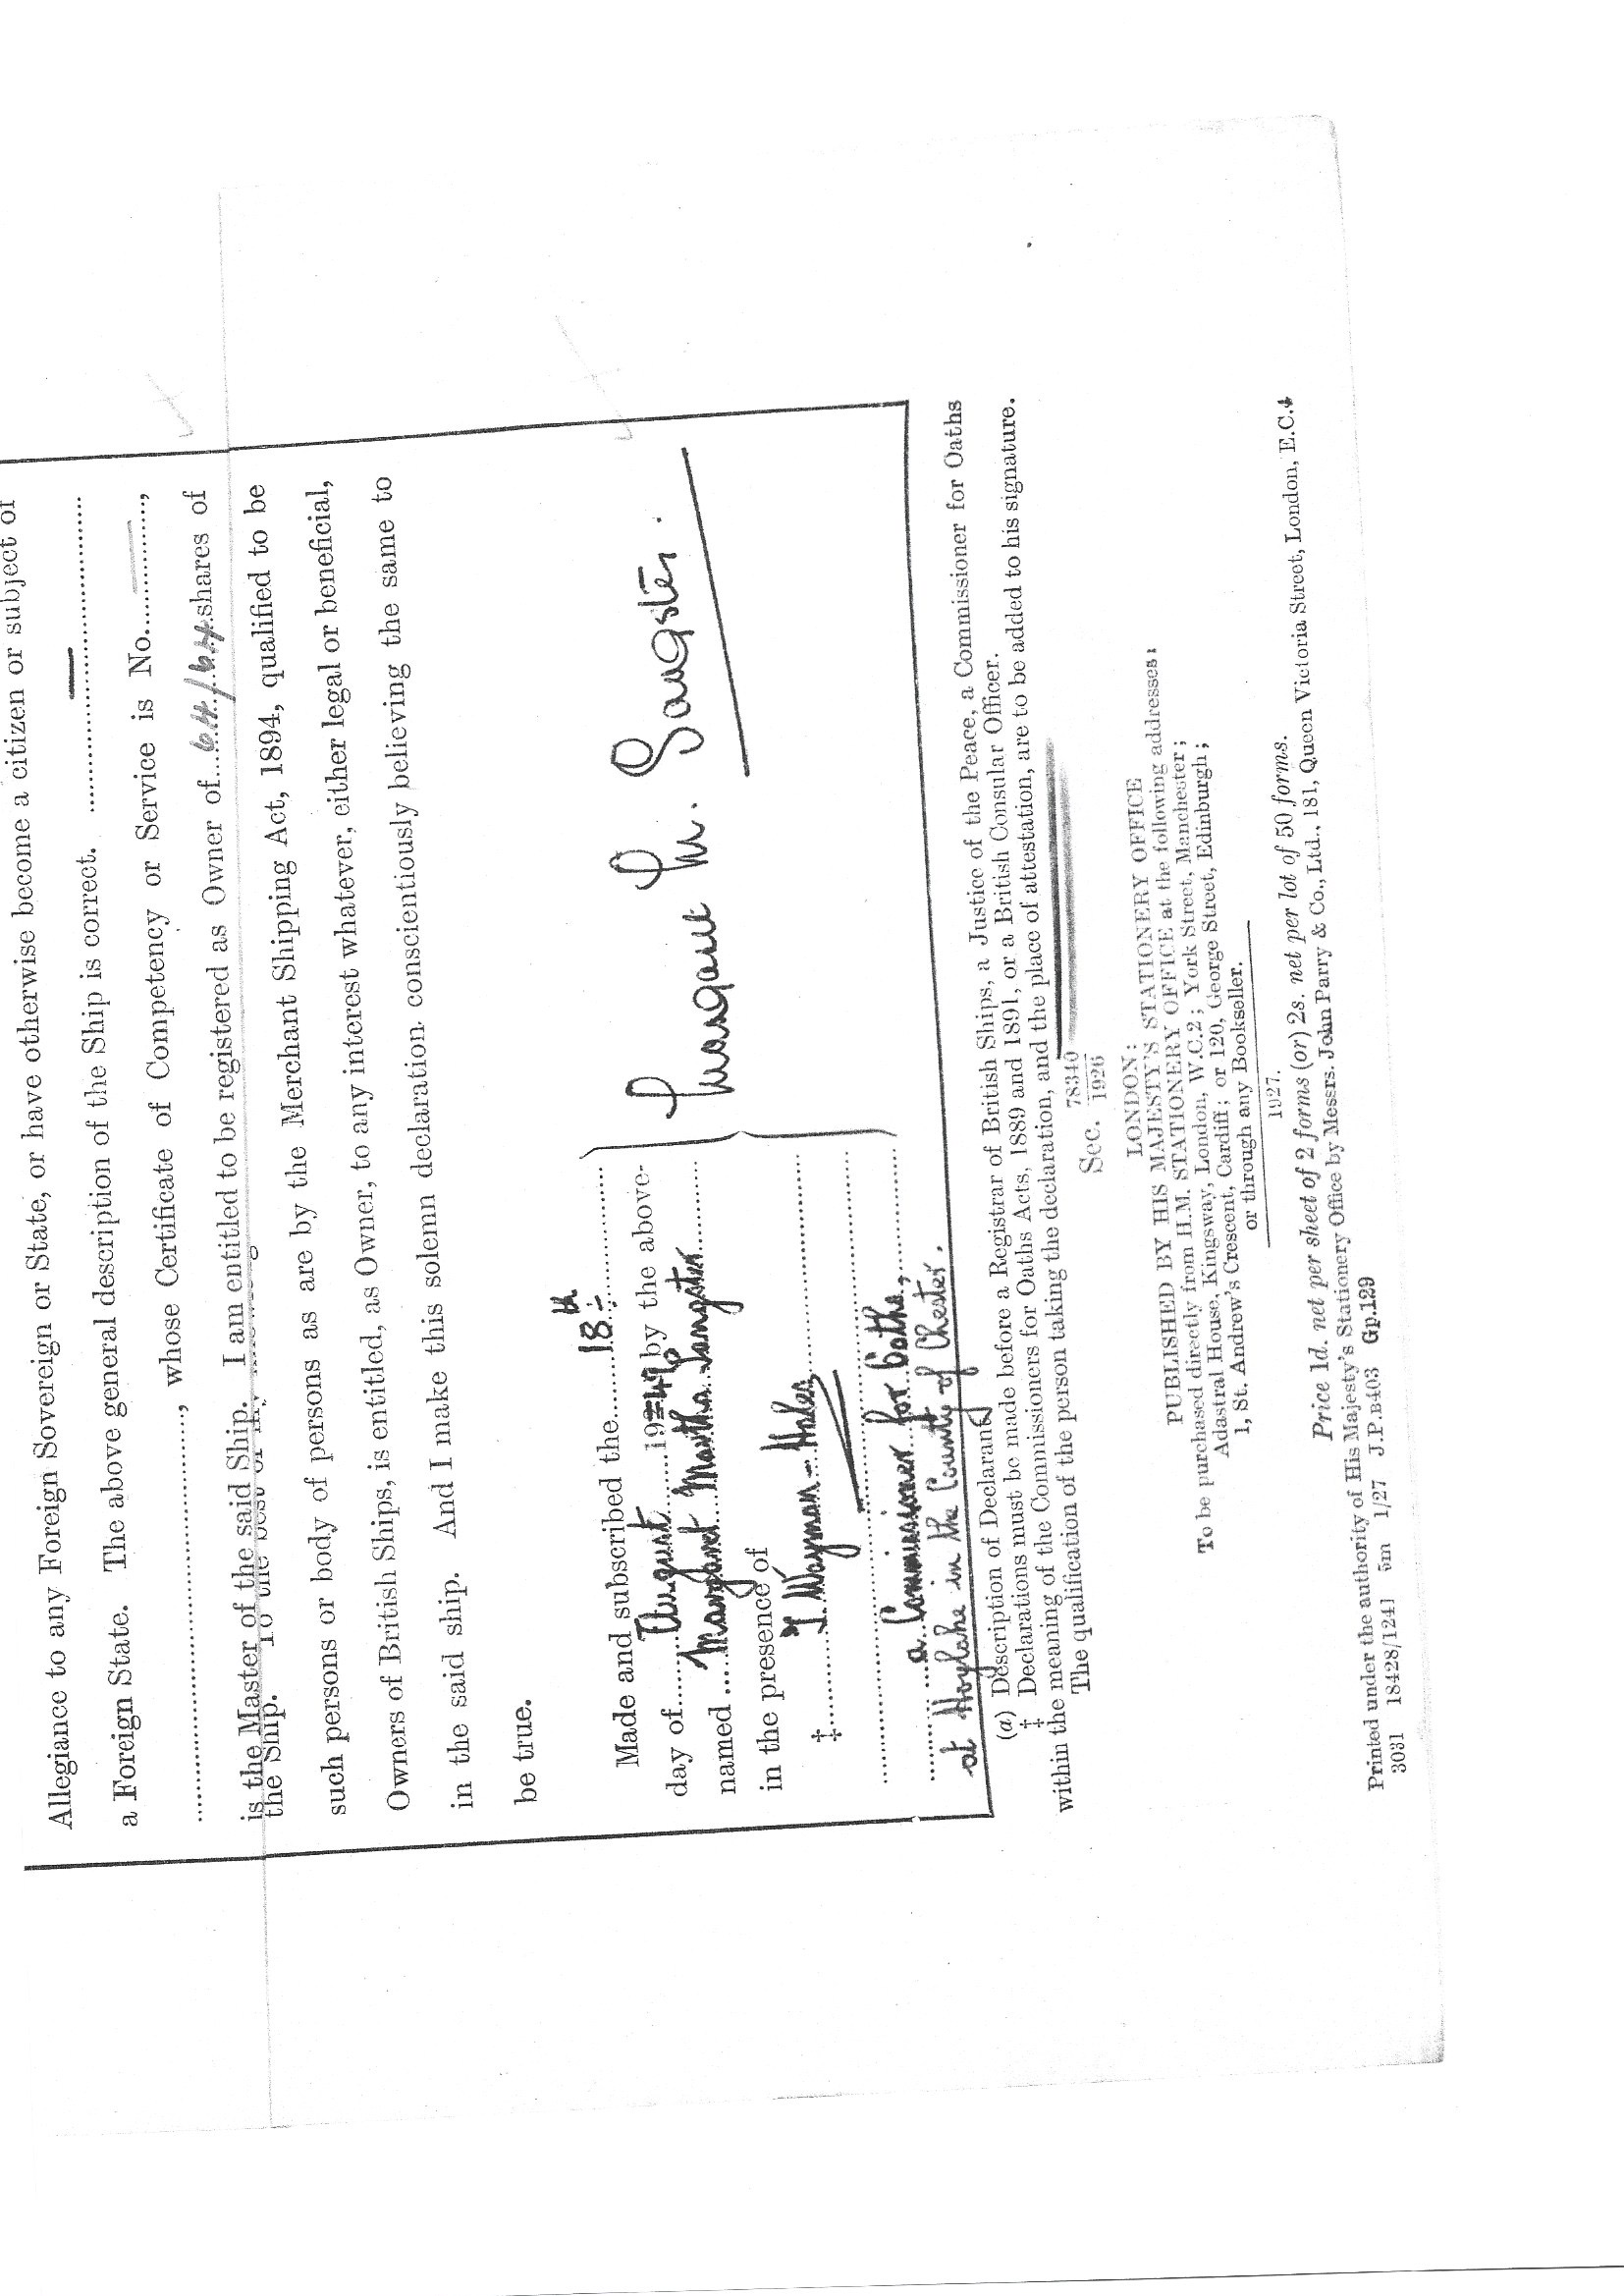 Allegiance to any Foreign Sovereign or State, or have otherwise become a citizen or subject of
a Foreign State. The above general description of the Ship is correct. ....................
...................., whose Certificate of Competency or Service is No. ..........,
is the Master of the said Ship. I am entitled to be registered as Owner of 64/64 shares of
the Ship. To the best of my
such persons or body of persons as are by the Merchant Shipping Act, 1894, qualified to be
Owners of British Ships, is entitled, as Owner, to any interest whatever, either legal or beneficial,
in the said ship. And I make this solemn declaration conscientiously believing the same to
be true.
Made and subscribed the 18th
day of August 1946 by the above-
named Margaret Martha Sangster
Margaret M. Sangster.
in the presence of
‡ Wayman-Hales
a Commissioner for Oaths,
at Hoylake in the County of Chester.
(a) Description of Declarant
‡ Declarations must be made before a Registrar of British Ships, a Justice of the Peace, a Commissioner for Oaths
within the meaning of the Commissioners for Oaths Acts, 1889 and 1891, or a British Consular Officer.
‡ The qualification of the person taking the declaration, and the place of attestation, are to be added to his signature.
78340
Sec. 1926
LONDON:
PUBLISHED BY HIS MAJESTY'S STATIONERY OFFICE
To be purchased directly from H.M. STATIONERY OFFICE at the following addresses:
Adastral House, Kingsway, London, W.C.2; York Street, Manchester;
1, St. Andrew's Crescent, Cardiff; or 120, George Street, Edinburgh;
or through any Bookseller.
1927.
Price 1d. net per sheet of 2 forms (or) 2s. net per lot of 50 forms.
Printed under the authority of His Majesty's Stationery Office by Messrs. John Parry & Co., Ltd., 181, Queen Victoria Street, London, E.C.4
3031 18428/1241 5m 1/27 J.P.B403 Gp.129